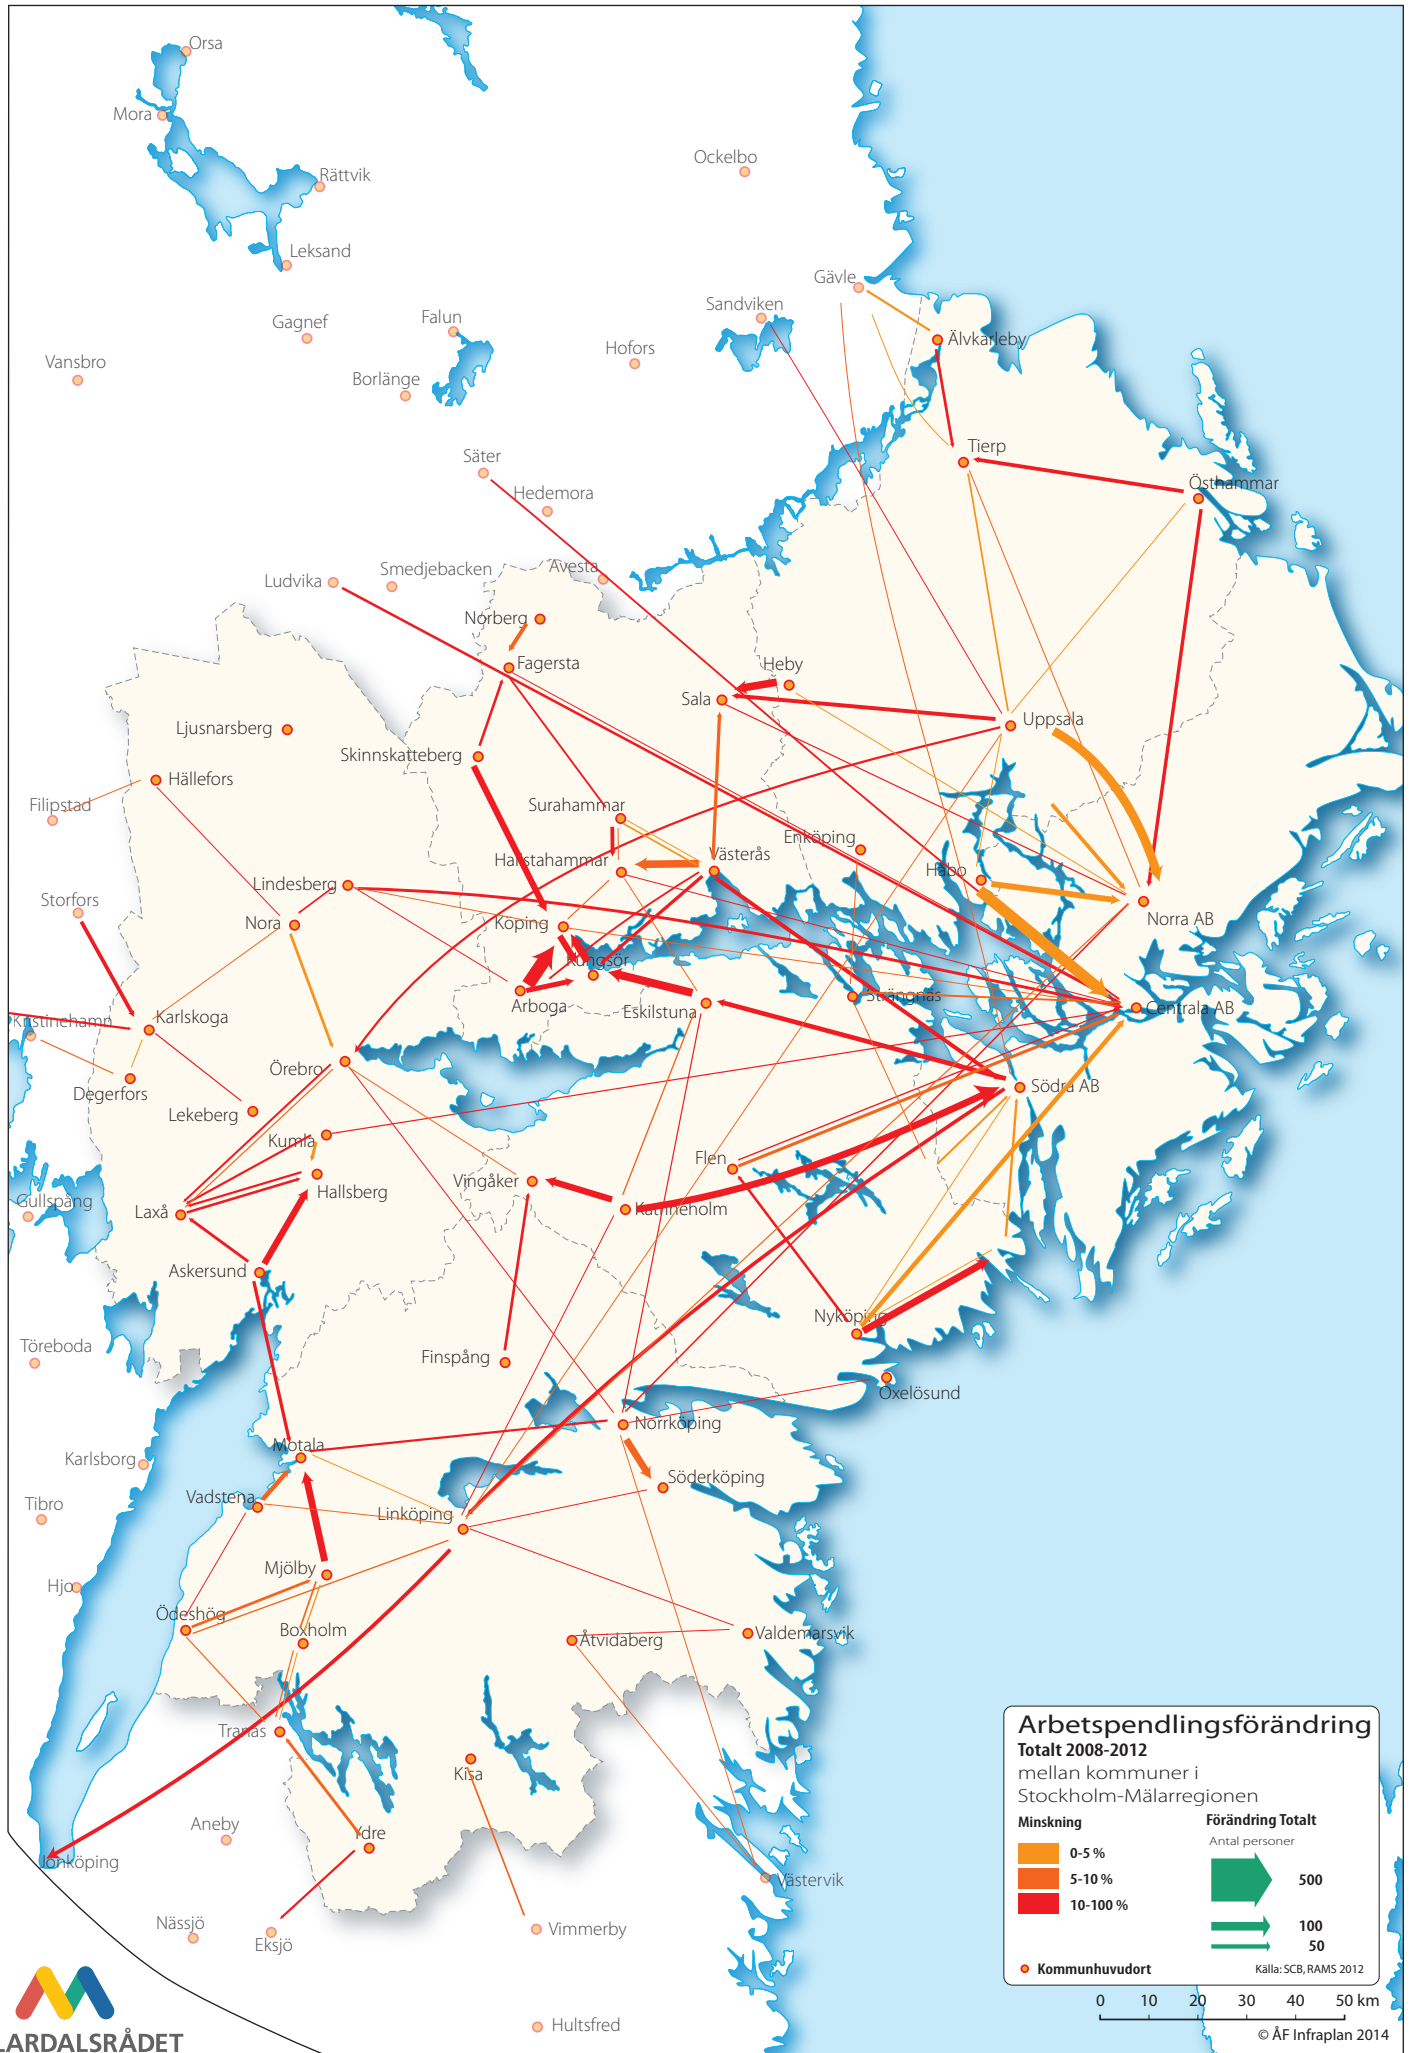 Orsa
Mora
Rättvik
Ockelbo
Leksand
Gävle
Sandviken
Gagnef
Falun
Älvkarleby
Hofors
Vansbro
Borlänge
Tierp
Säter
Östhammar
Hedemora
Avesta
Smedjebacken
Ludvika
Norberg
Fagersta
Heby
Sala
Uppsala
Ljusnarsberg
Skinnskatteberg
Hällefors
Surahammar
Filipstad
Enköping
Hallstahammar
Västerås
Håbo
Lindesberg
Storfors
Norra AB
Nora
Köping
Kungsör
Arboga
Eskilstuna
Strängnäs
Centrala AB
Karlskoga
Kristinehamn
Örebro
Södra AB
Degerfors
Lekeberg
Kumla
Flen
Vingåker
Hallsberg
Gullspång
Laxå
Katrineholm
Askersund
Nyköping
Töreboda
Finspång
Oxelösund
Norrköping
Motala
Karlsborg
Söderköping
Vadstena
Tibro
Linköping
Mjölby
Hjo
Ödeshög
Boxholm
Åtvidaberg
Valdemarsvik
Tranås
Kisa
Aneby
Ydre
Jönköping
Västervik
Nässjö
Eksjö
Vimmerby
Hultsfred
Arbetspendlingsförändring
Totalt 2008-2012
mellan kommuner i
Stockholm-Mälarregionen
Minskning
Förändring Totalt
Antal personer
0-5 %
5-10 %
10-100 %
500
100
50
Kommunhuvudort
Källa: SCB, RAMS 2012
0 10 20 30 40 50 km
© ÅF Infraplan 2014
LARDALSRÅDET